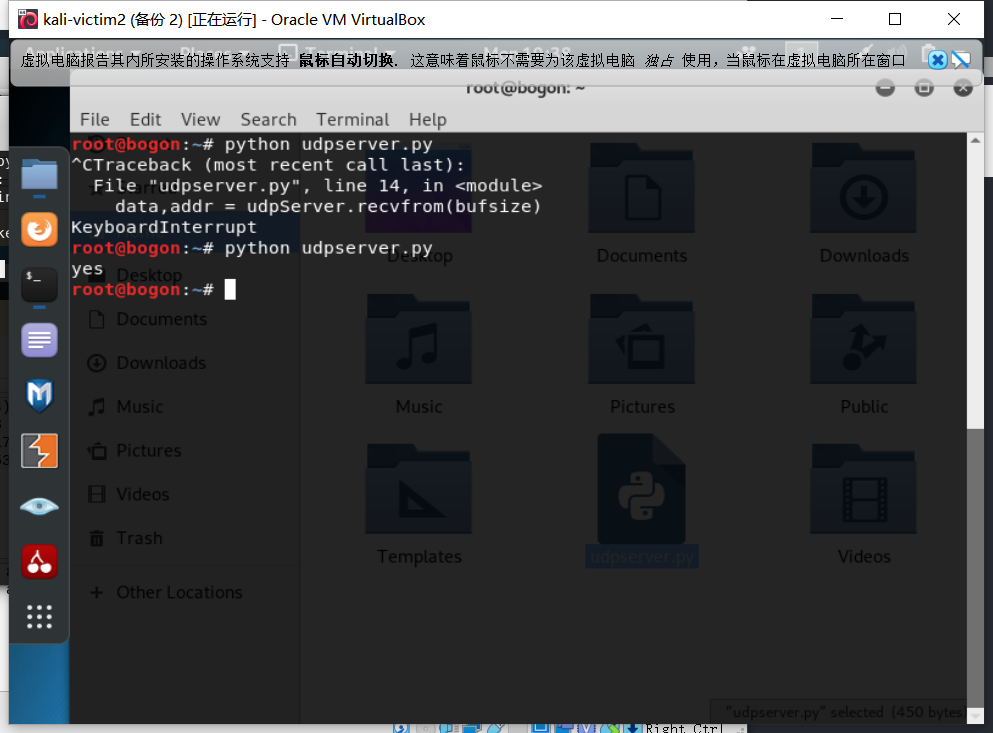 kali-victim2 (备份 2) [正在运行] - Oracle VM VirtualBox
虚拟电脑报告其内所安装的操作系统支持 鼠标自动切换. 这意味着鼠标不需要为该虚拟电脑 独占 使用，当鼠标在虚拟电脑所在窗口
root@bogon: ~
File Edit View Search Terminal Help
root@bogon:~# python udpserver.py
^CTraceback (most recent call last):
File "udpserver.py", line 14, in <module>
data,addr = udpServer.recvfrom(bufsize)
KeyboardInterrupt
root@bogon:~# python udpserver.py
yes
root@bogon:~#
Desktop
Documents
Downloads
Music
Pictures
Videos
Trash
+ Other Locations
Desktop Documents Downloads
Music Pictures Public
Templates udpserver.py Videos
"udpserver.py" selected (450 bytes)
Right Ctrl